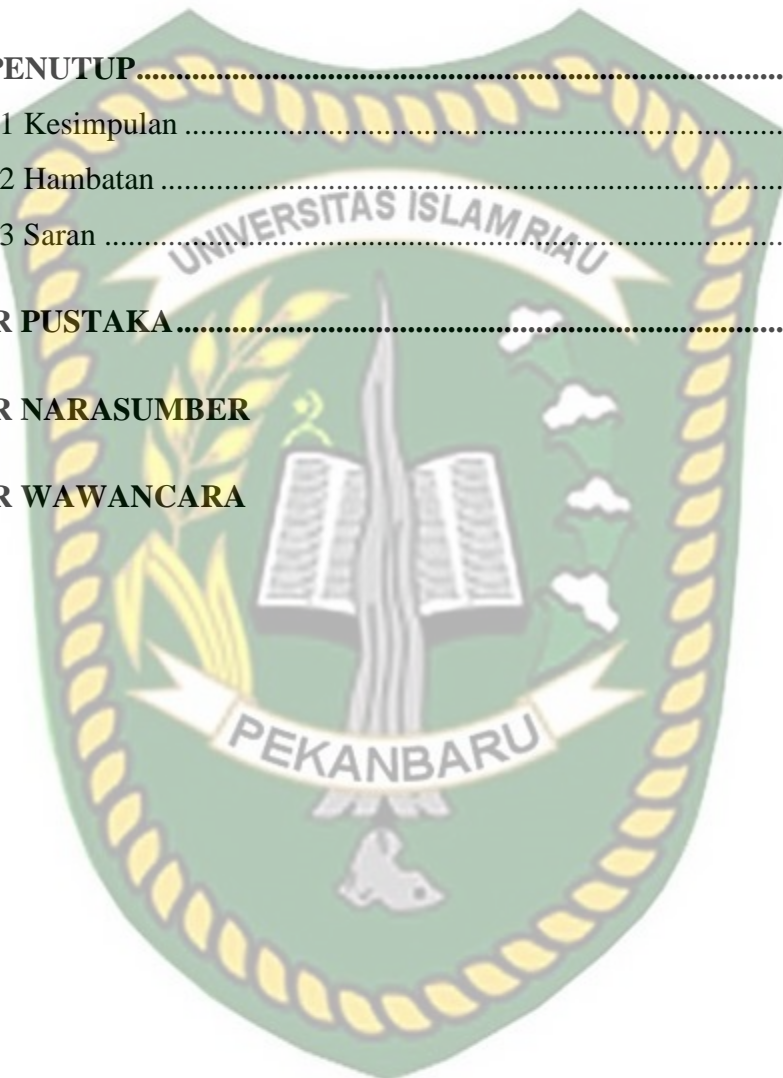 PENUTUP....................................................................................
1 Kesimpulan ............................................................................
2 Hambatan ...............................................................................
3 Saran ......................................................................................
UNIVERSITAS ISLAM RIAU
R PUSTAKA.............................................................................
R NARASUMBER
R WAWANCARA
PEKANBARU